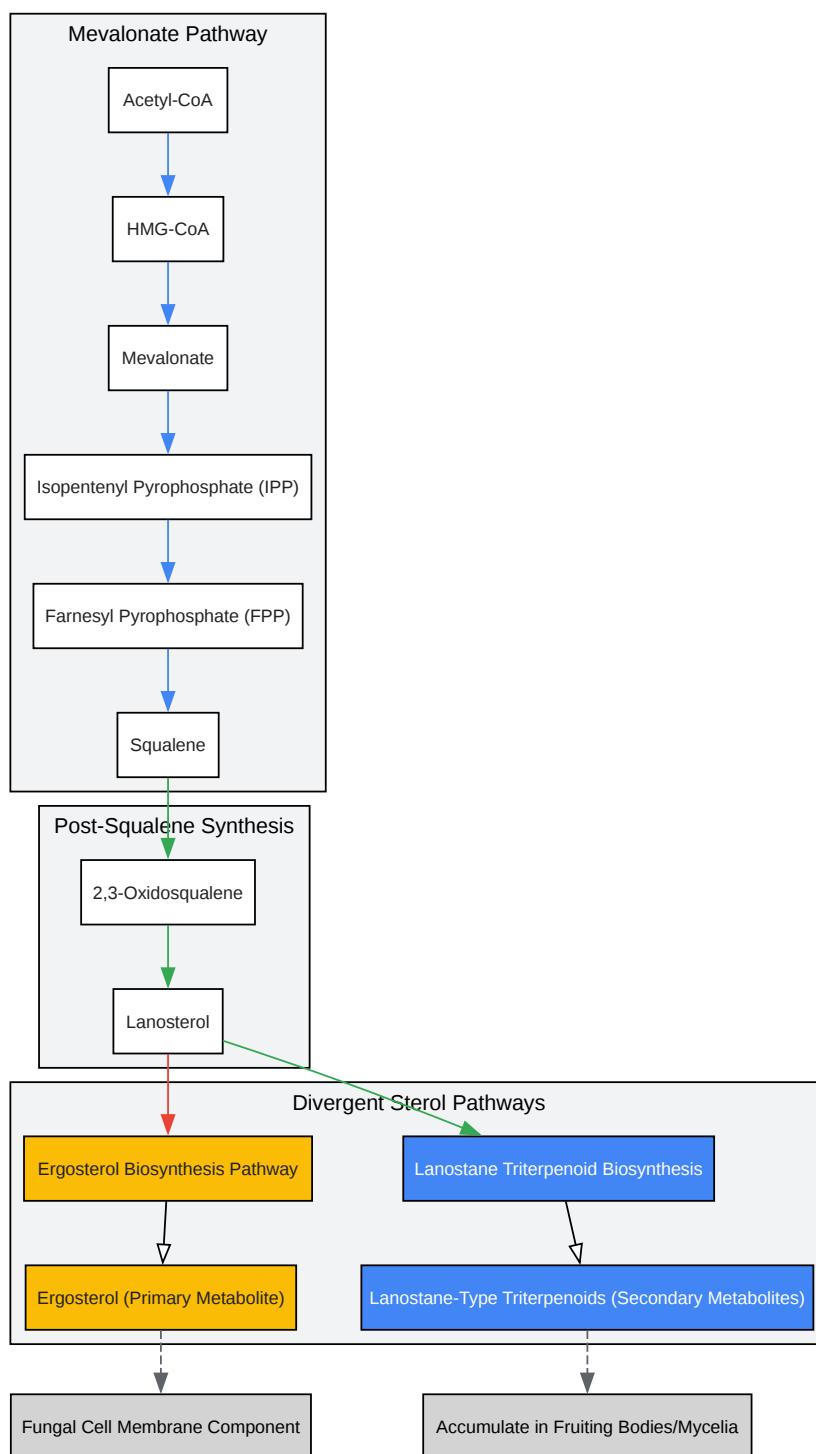 Mevalonate Pathway
Acetyl-CoA
HMG-CoA
Mevalonate
Isopentenyl Pyrophosphate (IPP)
Farnesyl Pyrophosphate (FPP)
Squalene
Post-Squalene Synthesis
2,3-Oxidosqualene
Lanosterol
Divergent Sterol Pathways
Ergosterol Biosynthesis Pathway
Lanostane Triterpenoid Biosynthesis
Ergosterol (Primary Metabolite)
Lanostane-Type Triterpenoids (Secondary Metabolites)
Fungal Cell Membrane Component
Accumulate in Fruiting Bodies/Mycelia